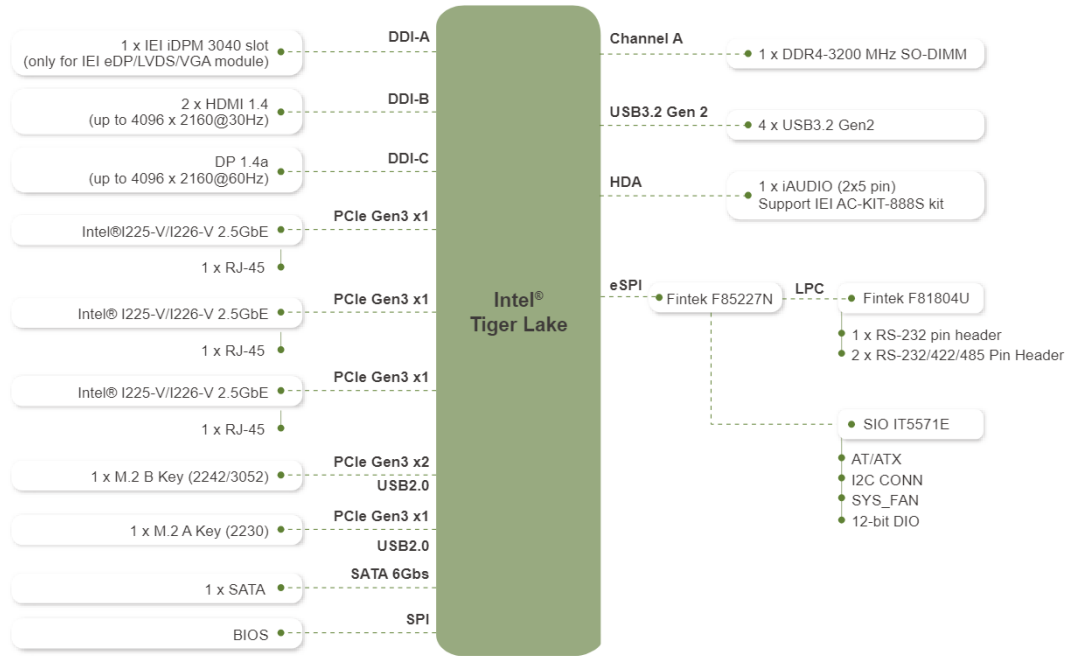 DDI-A
1 x IEI iDPM 3040 slot
(only for IEI eDP/LVDS/VGA module)
DDI-B
2 x HDMI 1.4
(up to 4096 x 2160@30Hz)
DDI-C
DP 1.4a
(up to 4096 x 2160@60Hz)
PCIe Gen3 x1
Intel®I225-V/I226-V 2.5GbE
1 x RJ-45
PCIe Gen3 x1
Intel® I225-V/I226-V 2.5GbE
1 x RJ-45
PCIe Gen3 x1
Intel® I225-V/I226-V 2.5GbE
1 x RJ-45
PCIe Gen3 x2
1 x M.2 B Key (2242/3052)
USB2.0
PCIe Gen3 x1
1 x M.2 A Key (2230)
USB2.0
SATA 6Gbs
1 x SATA
SPI
BIOS
Intel®
Tiger Lake
Channel A
1 x DDR4-3200 MHz SO-DIMM
USB3.2 Gen 2
4 x USB3.2 Gen2
HDA
1 x iAUDIO (2x5 pin)
Support IEI AC-KIT-888S kit
eSPI
Fintek F85227N
LPC
Fintek F81804U
1 x RS-232 pin header
2 x RS-232/422/485 Pin Header
SIO IT5571E
AT/ATX
I2C CONN
SYS_FAN
12-bit DIO